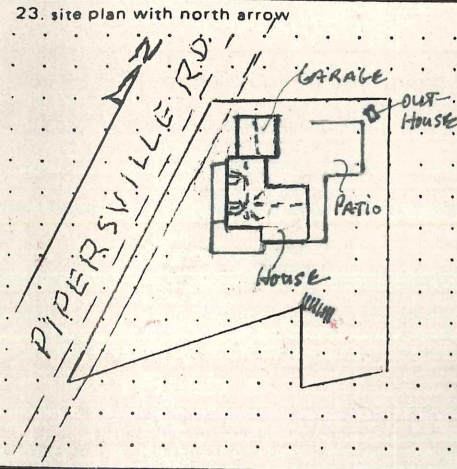 23. site plan with north arrow
N
PIPERSVILLE RD.
GARAGE
OUT
HOUSE
PATIO
HOUSE